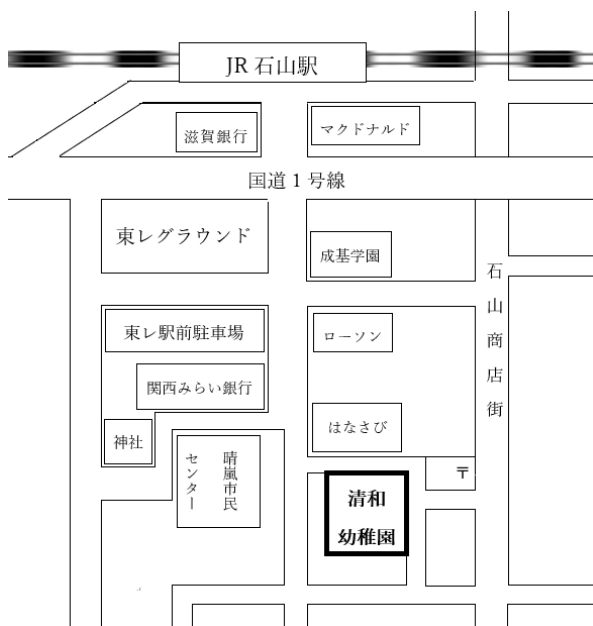 JR 石山駅
滋賀銀行
マクドナルド
国道 1 号線
東レグラウンド
成基学園
石山商店街
東レ駅前駐車場
ローソン
関西みらい銀行
はなさび
神社
晴嵐市民
センター
〒
清和
幼稚園